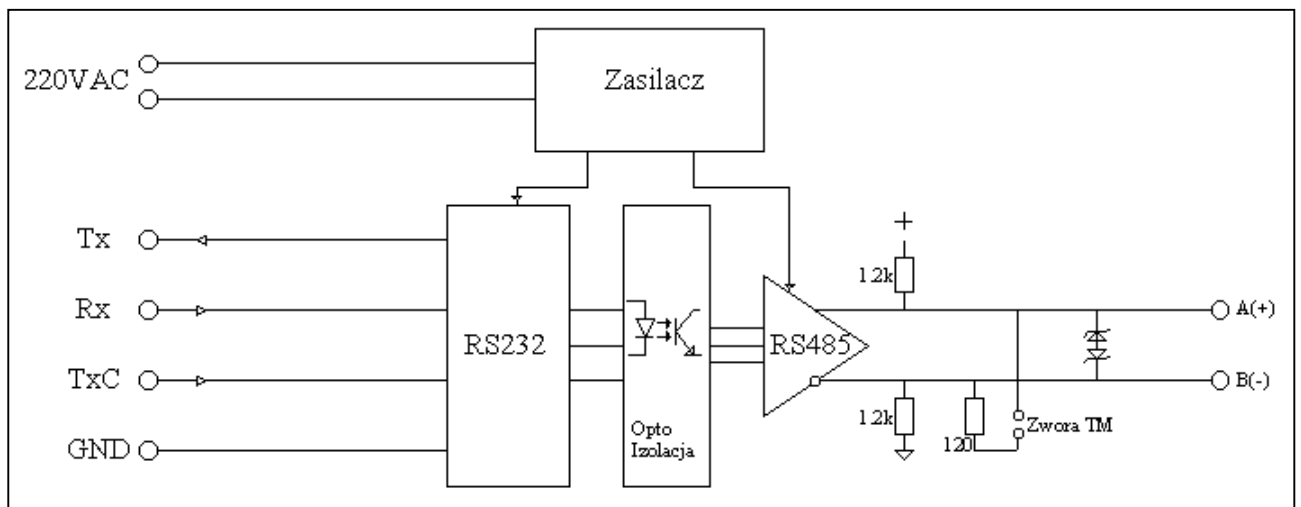 220VAC
Zasilacz
Tx
Rx
TxC
GND
RS232
Opto
Izolacja
RS485
+
1.2k
1.2k
120
Zwora TM
A(+)
B(-)